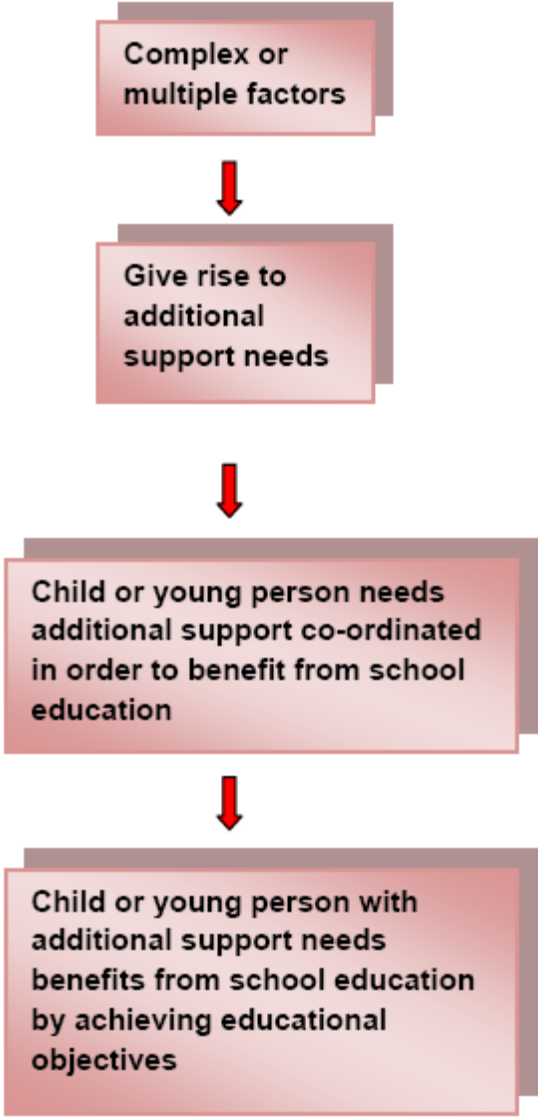 Complex or
multiple factors
Give rise to
additional
support needs
Child or young person needs
additional support co-ordinated
in order to benefit from school
education
Child or young person with
additional support needs
benefits from school education
by achieving educational
objectives